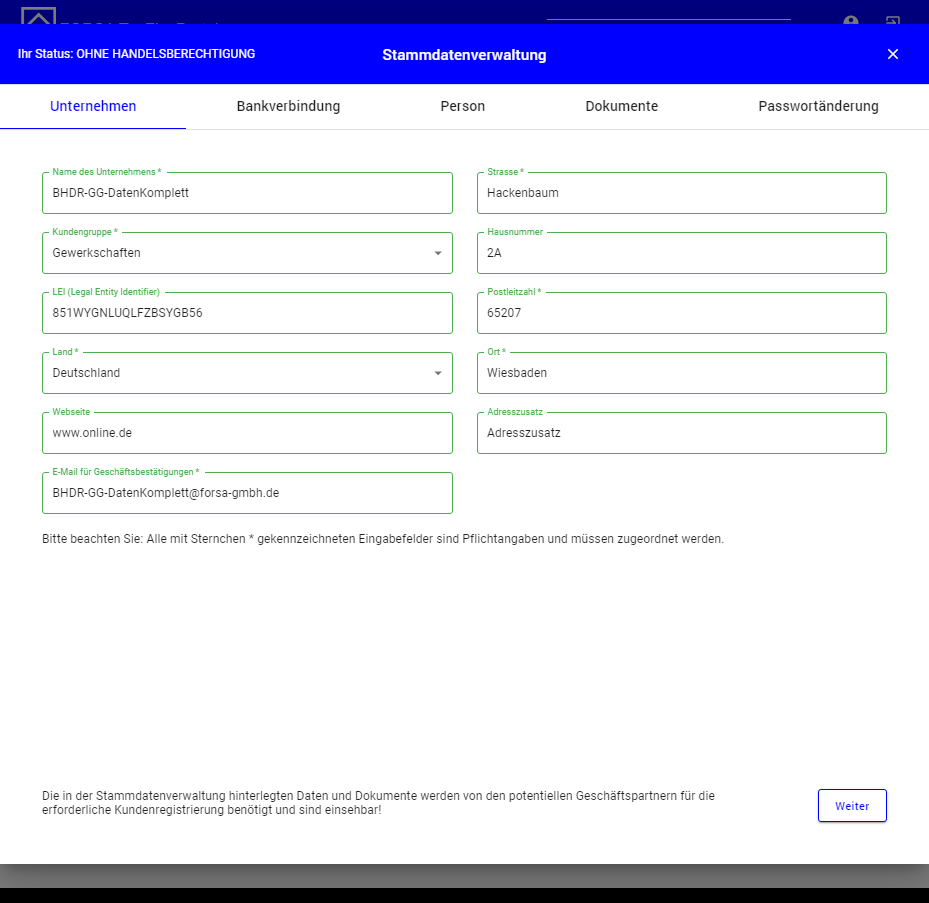 Ihr Status: OHNE HANDELSBERECHTIGUNG
Stammdatenverwaltung
Unternehmen
Bankverbindung
Person
Dokumente
Passwortänderung
Name des Unternehmens *
BHDR-GG-DatenKomplett
Strasse *
Hackenbaum
Kundengruppe *
Gewerkschaften
Hausnummer
2A
LEI (Legal Entity Identifier)
851WYGNLUQLFZBSYGB56
Postleitzahl *
65207
Land *
Deutschland
Ort *
Wiesbaden
Webseite
www.online.de
Adresszusatz
Adresszusatz
E-Mail für Geschäftsbestätigungen *
BHDR-GG-DatenKomplett@forsa-gmbh.de
Bitte beachten Sie: Alle mit Sternchen * gekennzeichneten Eingabefelder sind Pflichtangaben und müssen zugeordnet werden.
Die in der Stammdatenverwaltung hinterlegten Daten und Dokumente werden von den potentiellen Geschäftspartnern für die
erforderliche Kundenregistrierung benötigt und sind einsehbar!
Weiter